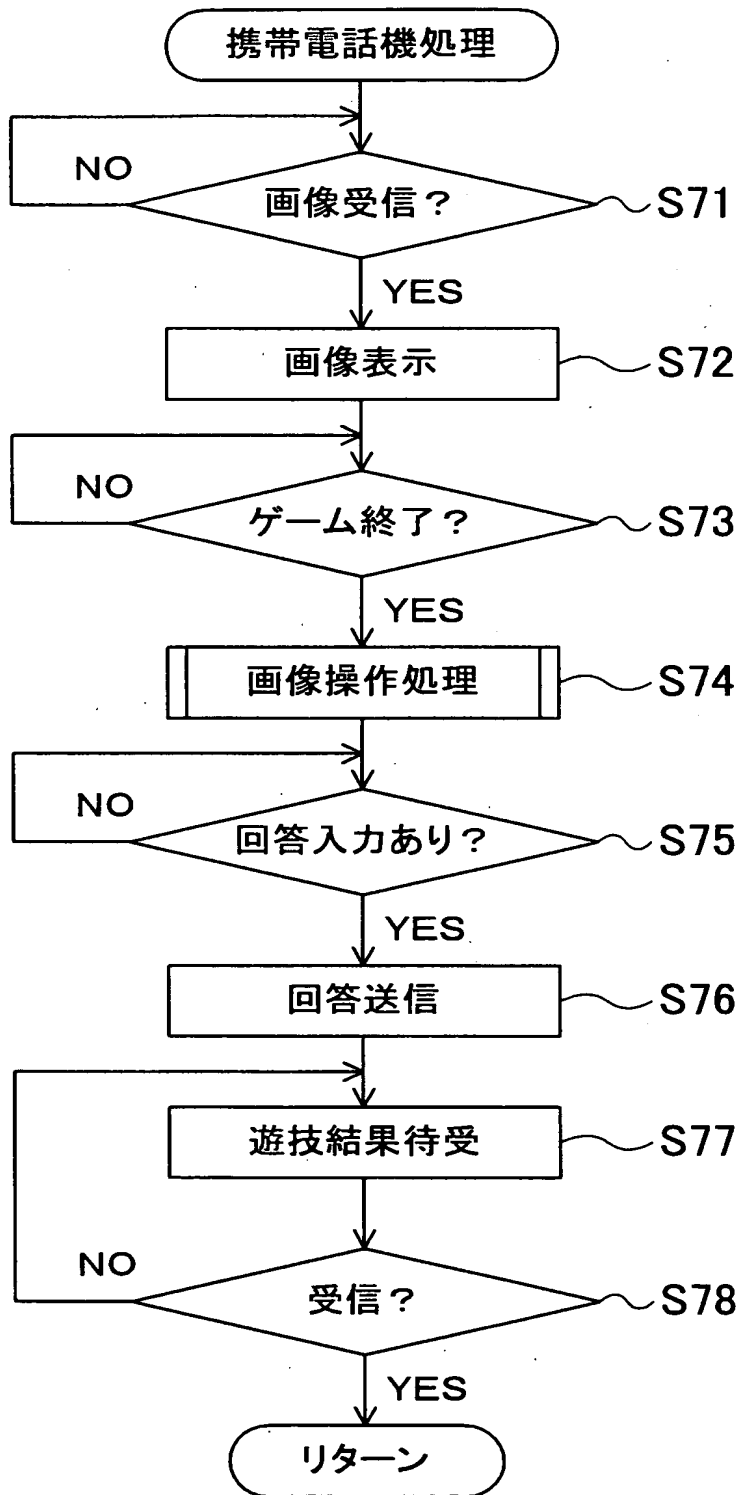 携帯電話機処理
NO
画像受信?
S71
YES
画像表示
S72
NO
ゲーム終了?
S73
YES
画像操作処理
S74
NO
回答入力あり?
S75
YES
回答送信
S76
遊技結果待受
S77
NO
受信?
S78
YES
リターン